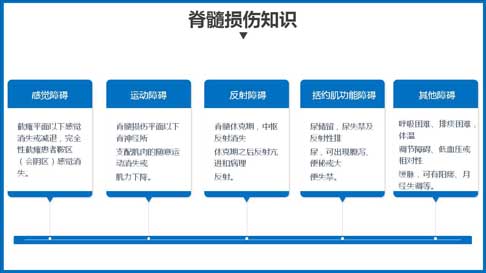 脊髓损伤知识
感觉障碍
截瘫平面以下感觉
消失或减退，完全
性截瘫患者鞍区
（会阴区）感觉消
失。
运动障碍
脊髓损伤平面以下
脊神经所
支配肌肉的随意运
动消失或
肌力下降。
反射障碍
脊髓休克期，中枢
反射消失
休克期之后反射亢
进和病理
反射。
括约肌功能障碍
尿储留，尿失禁及
反射性排
尿，可出现腹泻、
便秘或大
便失禁。
其他障碍
呼吸困难、排痰困难，
体温
调节障碍、低血压或
相对性
缓脉，可有阳痿、月
经失调等。